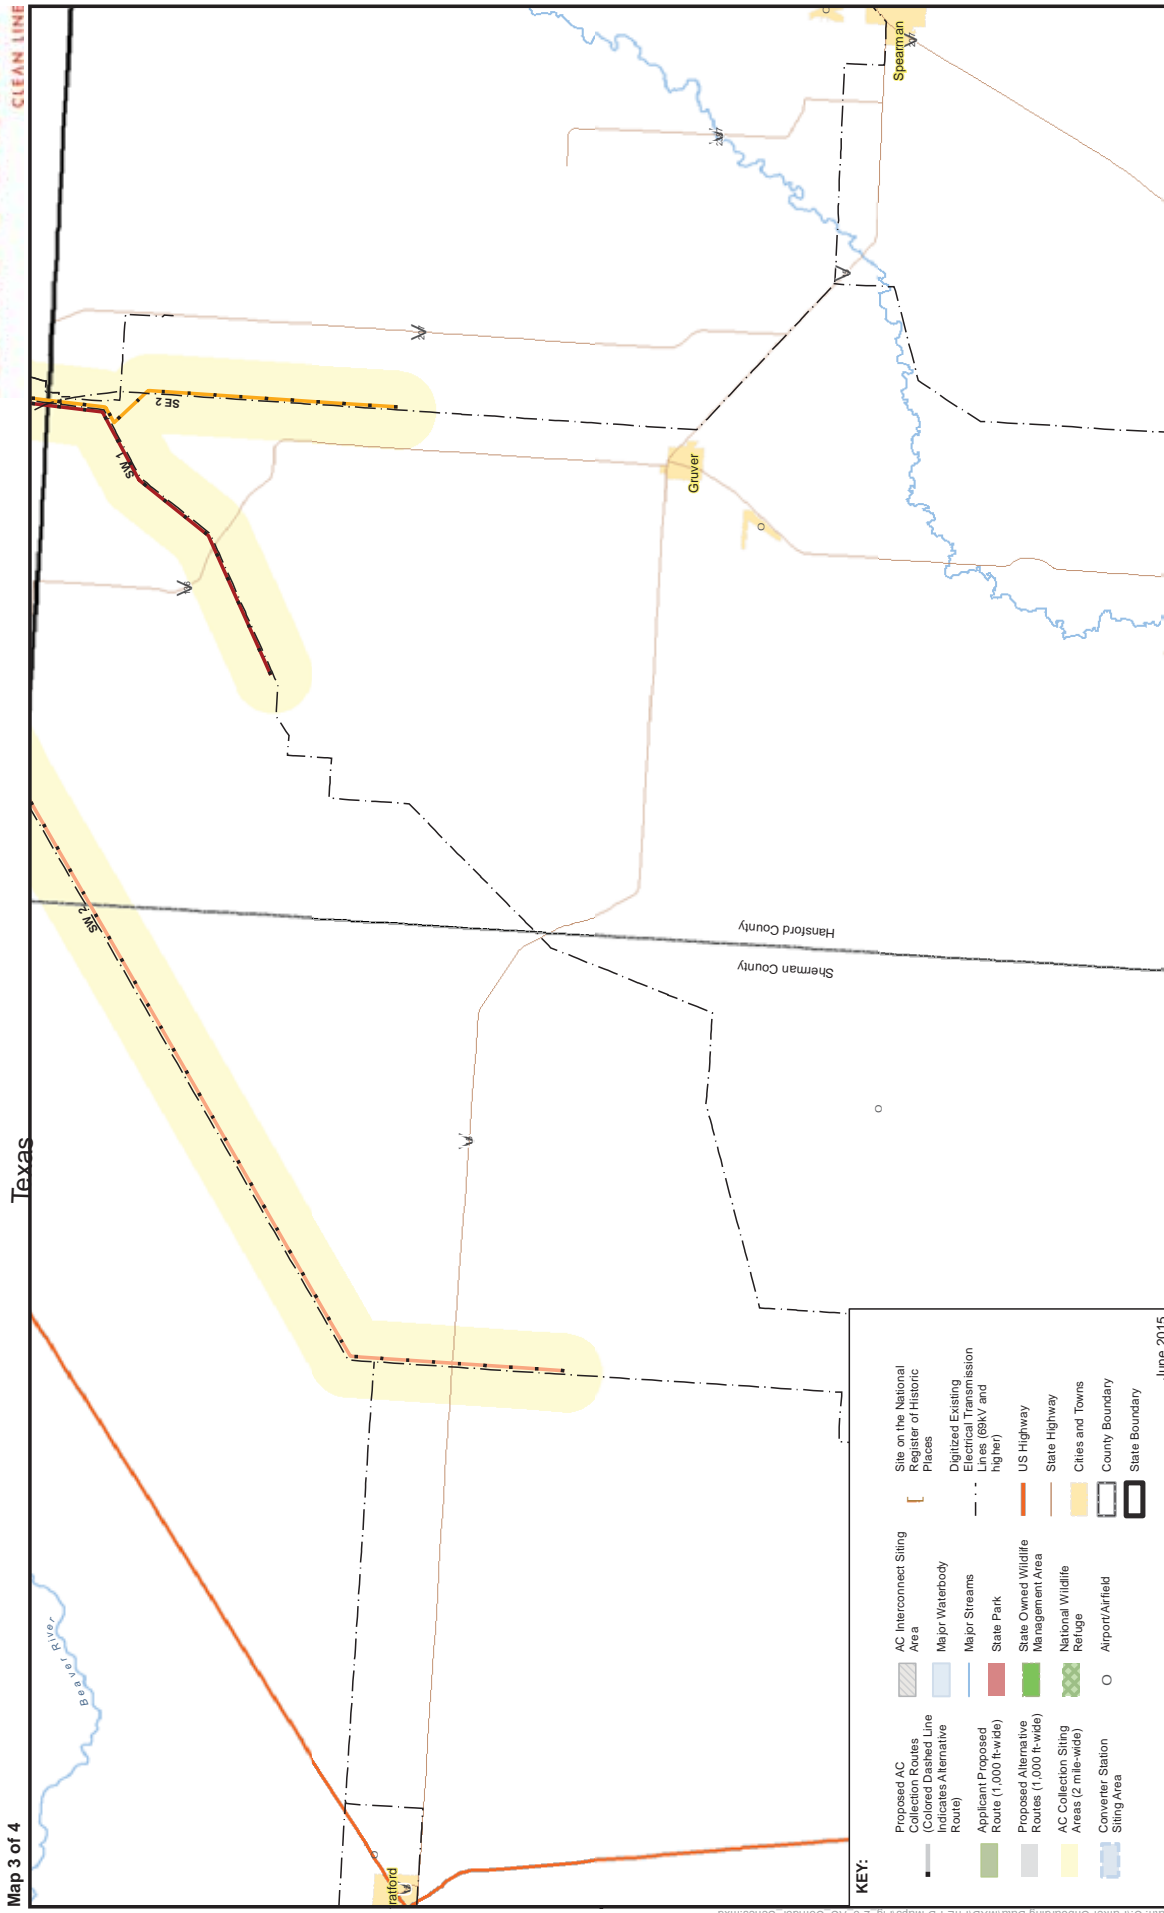 CLEAN LINE
Map 3 of 4
Texas
Spearman
207
SE 2
SW 1
Gruver
SW 2
Hansford County
Sherman County
Beaver River
ratford
KEY:
Proposed AC
Collection Routes
(Colored Dashed Line
Indicates Alternative
Route)
Applicant Proposed
Route (1,000 ft-wide)
Proposed Alternative
Routes (1,000 ft-wide)
AC Collection Siting
Areas (2 mile-wide)
Converter Station
Siting Area
AC Interconnect Siting
Area
Major Waterbody
Major Streams
State Park
State Owned Wildlife
Management Area
National Wildlife
Refuge
Airport/Airfield
Site on the National
Register of Historic
Places
Digitized Existing
Electrical Transmission
Lines (69kV and
higher)
US Highway
State Highway
Cities and Towns
County Boundary
State Boundary
June 2015